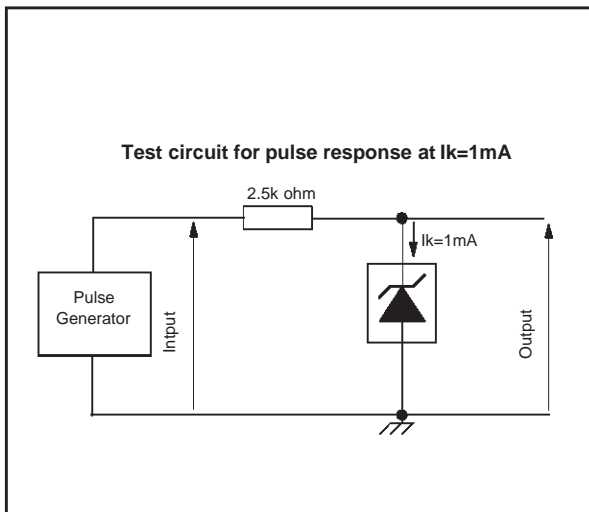 Test circuit for pulse response at Ik=1mA
2.5k ohm
Ik=1mA
Pulse
Generator
Intput
Output